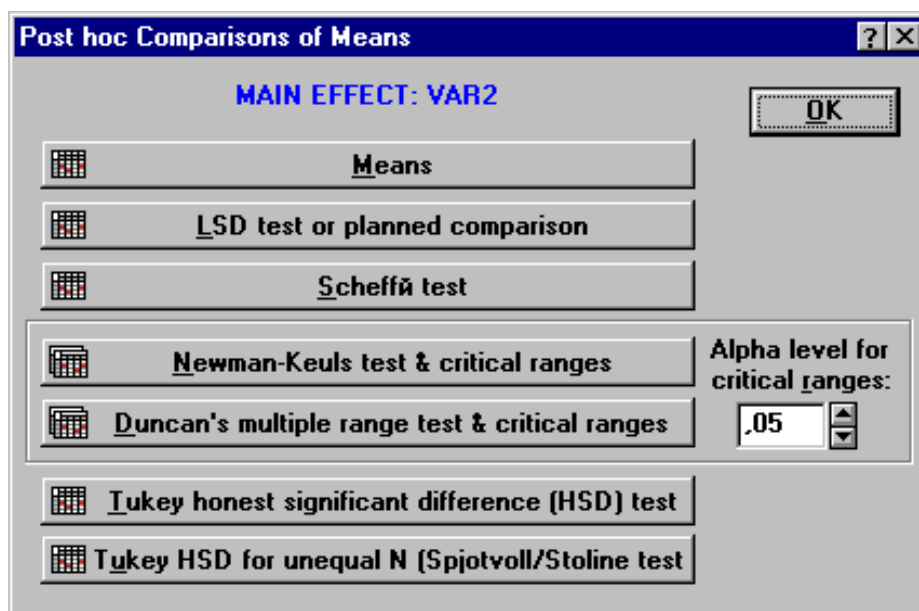 Post hoc Comparisons of Means
? X
MAIN EFFECT: VAR2
OK
Means
LSD test or planned comparison
Scheffй test
Newman-Keuls test & critical ranges
Duncan's multiple range test & critical ranges
Alpha level for
critical ranges:
,05
Tukey honest significant difference (HSD) test
Tukey HSD for unequal N (Spjotvoll/Stoline test